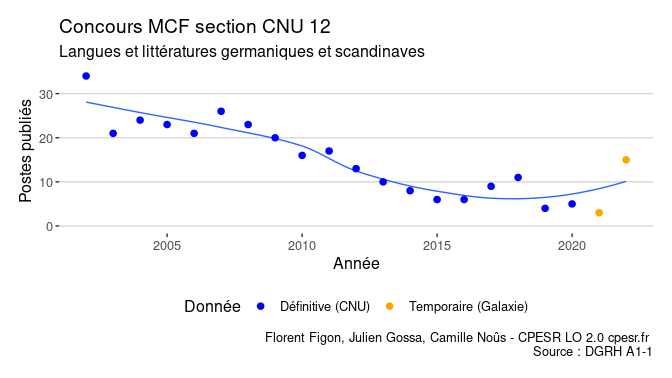 Concours MCF section CNU 12
Langues et littératures germaniques et scandinaves
Postes publiés
30
20
10
0
2005 2010 2015 2020
Année
Donnée Définitive (CNU) Temporaire (Galaxie)
Florent Figon, Julien Gossa, Camille Noûs - CPESR LO 2.0 cpesr.fr
Source : DGRH A1-1